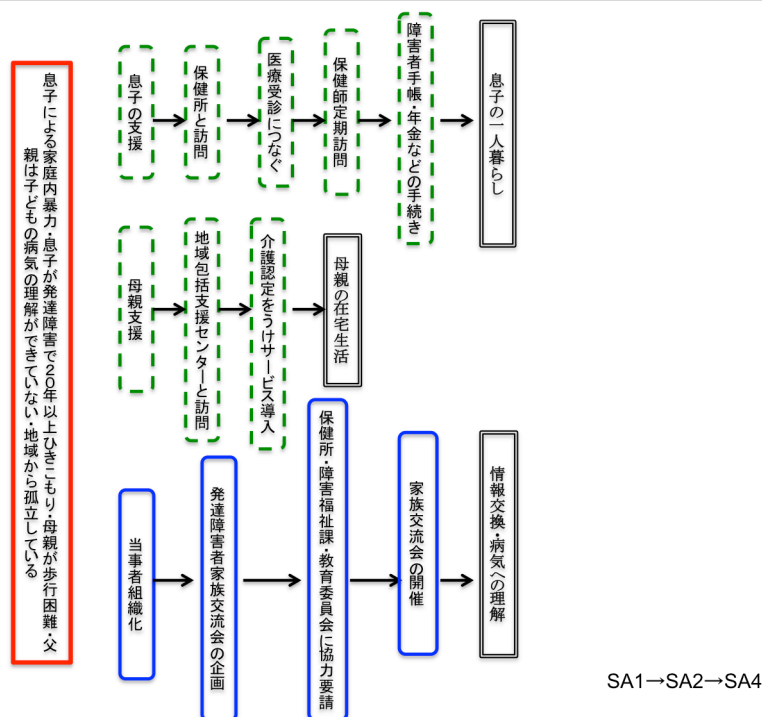 息子による家庭内暴力・息子が発達障害で20年以上ひきこもり・母親が歩行困難・父
親は子どもの病気の理解ができていない・地域から孤立している
息子の支援
保健所と訪問
医療受診につなぐ
保健師定期訪問
障害者手帳・年金などの手続き
息子の一人暮らし
母親支援
地域包括支援センターと訪問
介護認定をうけサービス導入
母親の在宅生活
当事者組織化
発達障害者家族交流会の企画
保健所・障害福祉課・教育委員会に協力要請
家族交流会の開催
情報交換・病気への理解
SA1→SA2→SA4